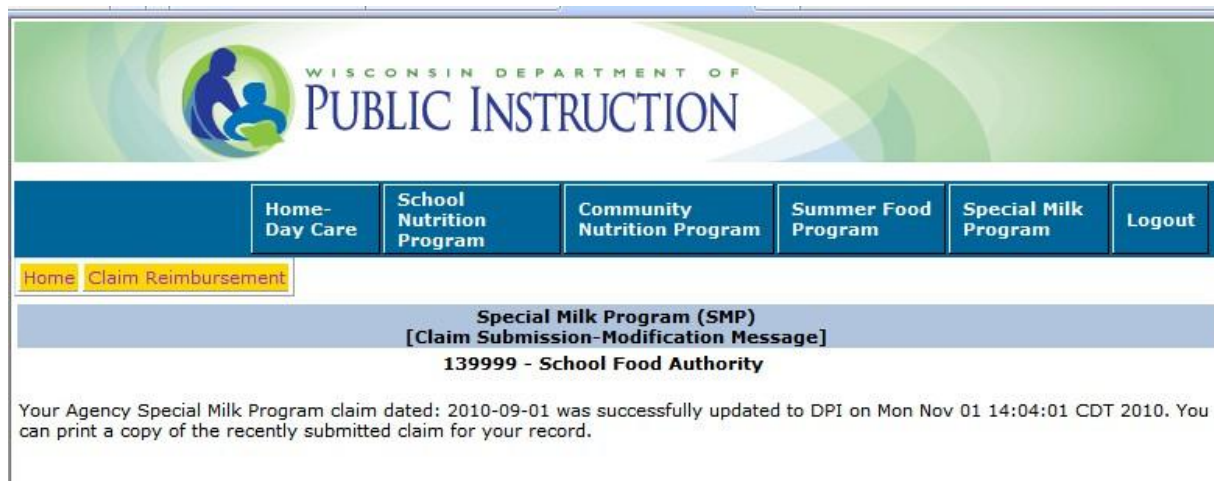 WISCONSIN DEPARTMENT OF
PUBLIC INSTRUCTION
Home-
Day Care
School
Nutrition
Program
Community
Nutrition Program
Summer Food
Program
Special Milk
Program
Logout
Home Claim Reimbursement
Special Milk Program (SMP)
[Claim Submission-Modification Message]
139999 - School Food Authority
Your Agency Special Milk Program claim dated: 2010-09-01 was successfully updated to DPI on Mon Nov 01 14:04:01 CDT 2010. You
can print a copy of the recently submitted claim for your record.